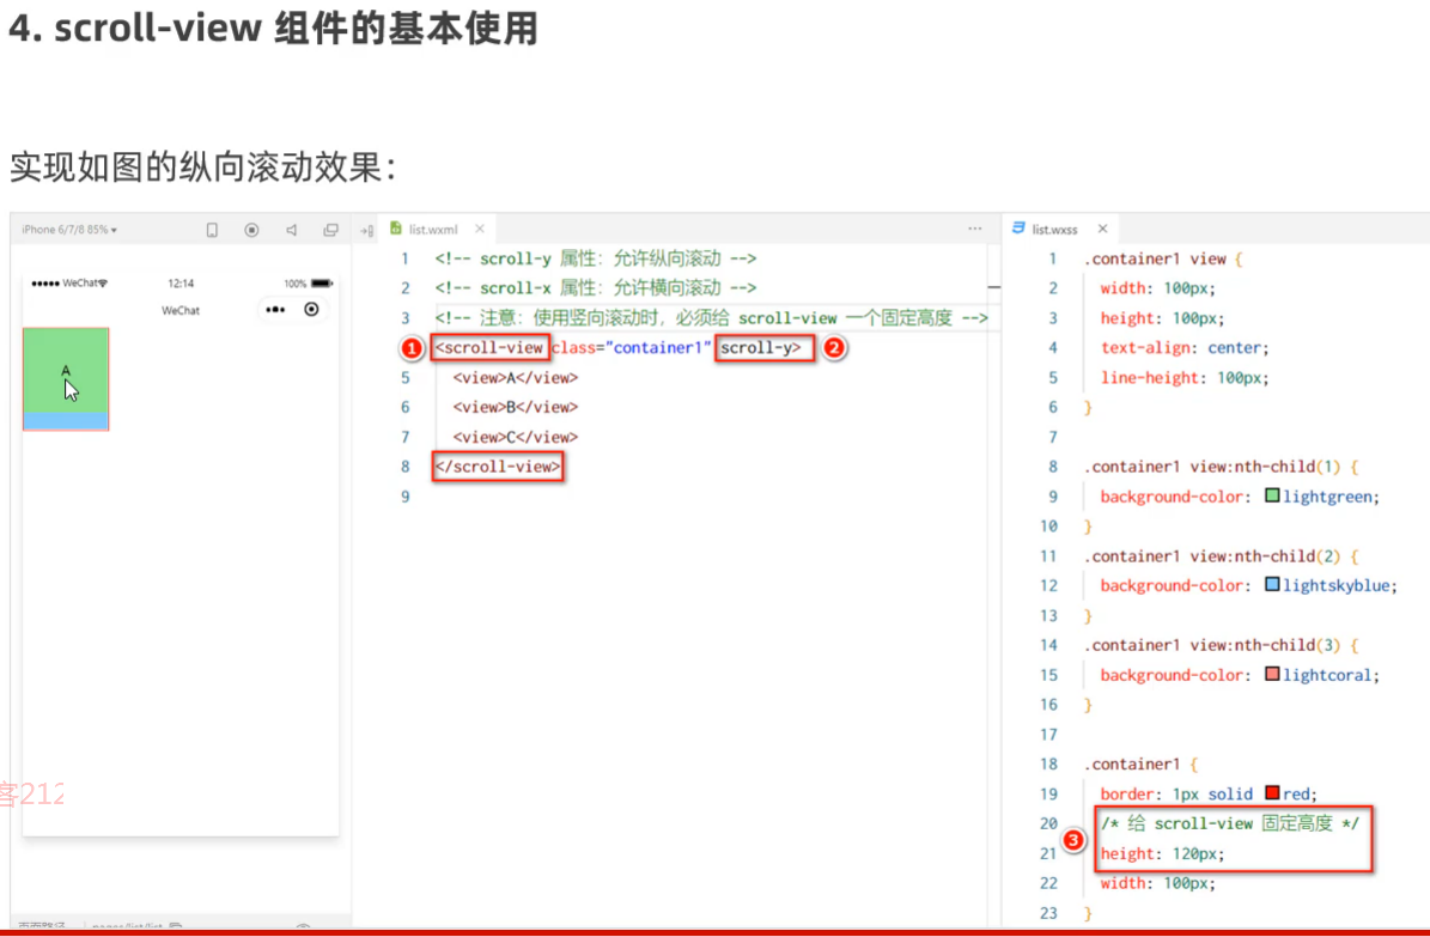 4. scroll-view 组件的基本使用
实现如图的纵向滚动效果：
iPhone 6/7/8 85% ▾
WeChat 12:14 100%
WeChat
A
list.wxml ×
1 <!-- scroll-y 属性：允许纵向滚动 -->
2 <!-- scroll-x 属性：允许横向滚动 -->
3 <!-- 注意：使用竖向滚动时，必须给 scroll-view 一个固定高度 -->
1 <scroll-view class="container1" scroll-y> 2
5 <view>A</view>
6 <view>B</view>
7 <view>C</view>
8 </scroll-view>
9
list.wxss ×
1 .container1 view {
2 width: 100px;
3 height: 100px;
4 text-align: center;
5 line-height: 100px;
6 }
7
8 .container1 view:nth-child(1) {
9 background-color: lightgreen;
10 }
11 .container1 view:nth-child(2) {
12 background-color: lightskyblue;
13 }
14 .container1 view:nth-child(3) {
15 background-color: lightcoral;
16 }
17
18 .container1 {
19 border: 1px solid red;
20 /* 给 scroll-view 固定高度 */
3
21 height: 120px;
22 width: 100px;
23 }
客212